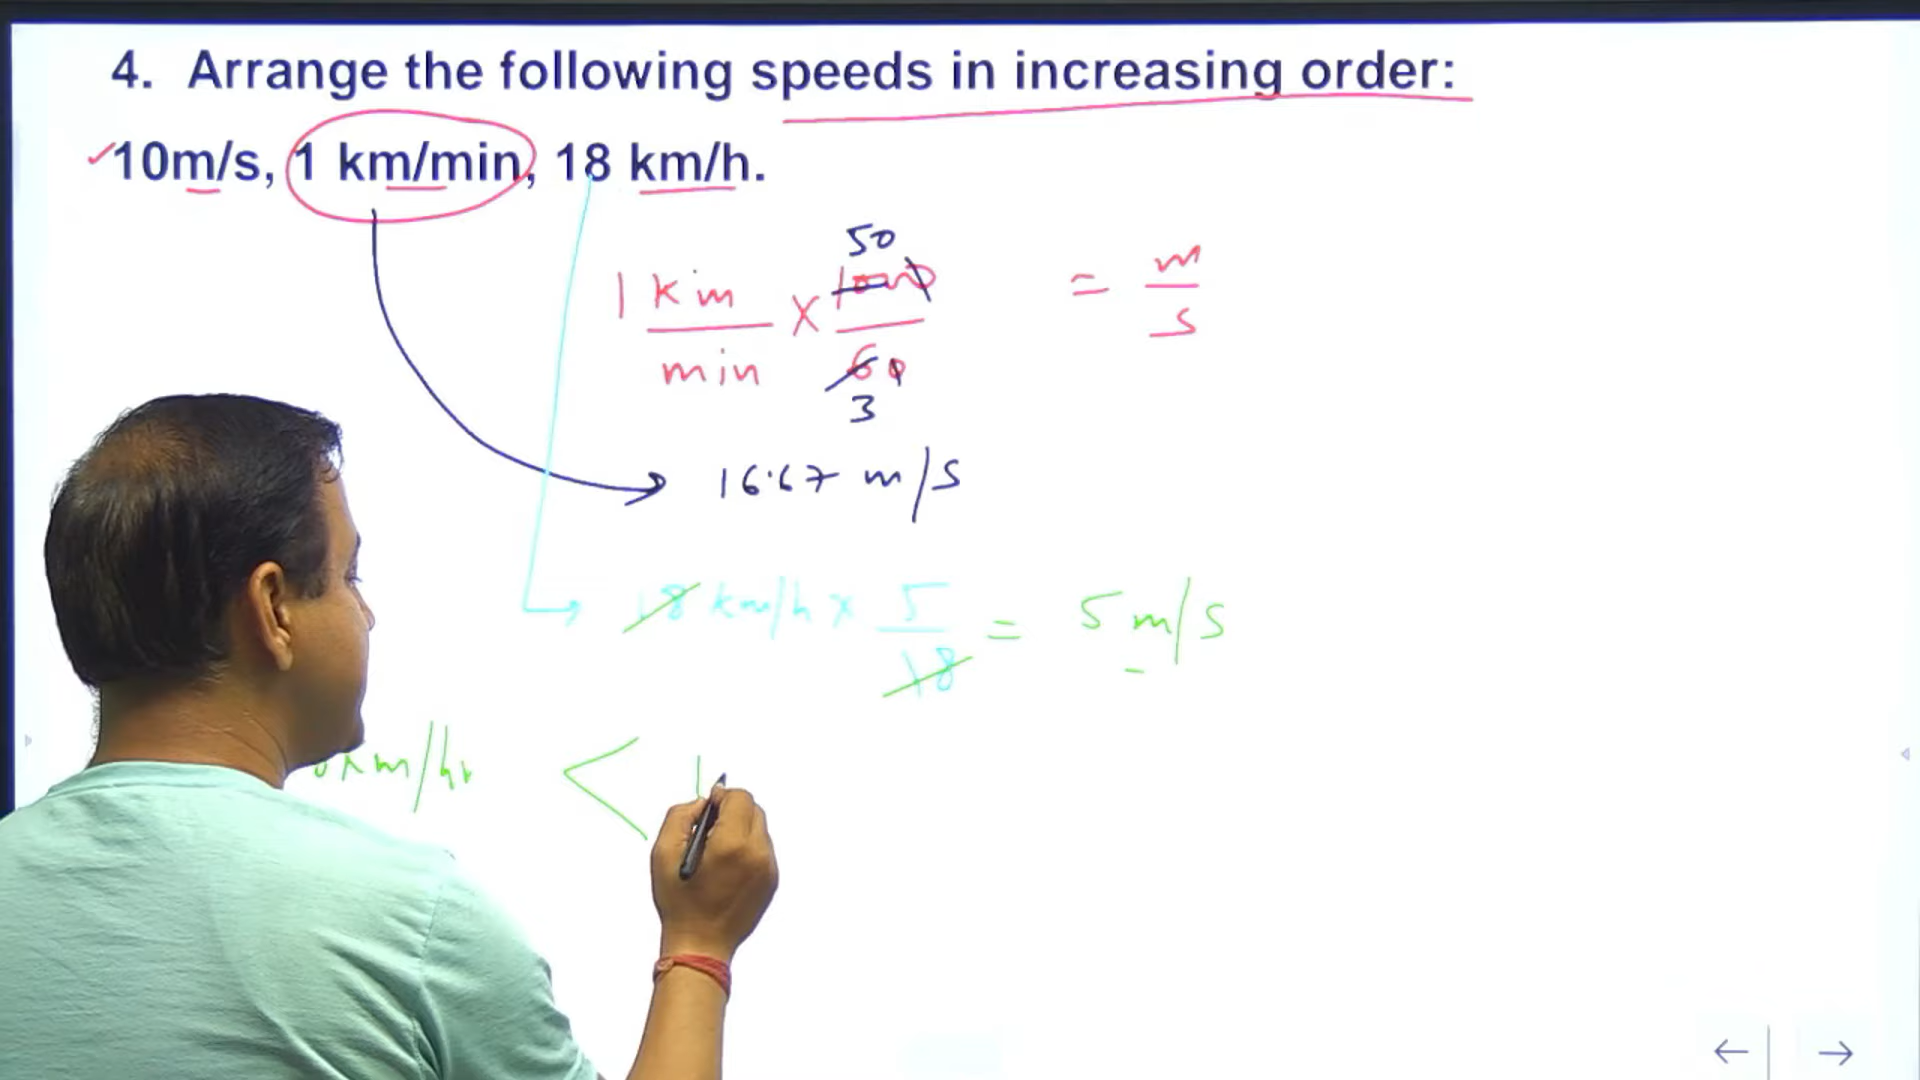 4. Arrange the following speeds in increasing order:
10m/s, 1 km/min, 18 km/h.
50
1 km / min × 1000 / 60 = m / s
3
16.67 m/s
18 km/h × 5 / 18 = 5 m/s
km/hr < 1